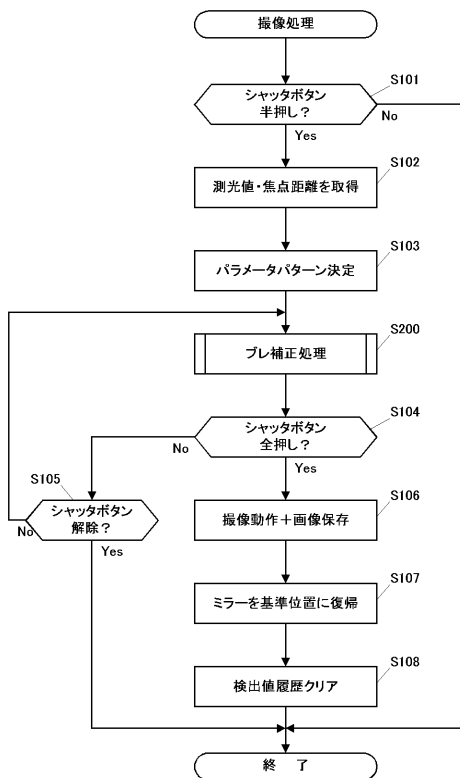 撮像処理
S101
シャッタボタン
半押し？
No
Yes
S102
測光値・焦点距離を取得
S103
パラメータパターン決定
S200
ブレ補正処理
S104
シャッタボタン
全押し？
No
Yes
S105
シャッタボタン
解除？
No
Yes
S106
撮像動作＋画像保存
S107
ミラーを基準位置に復帰
S108
検出値履歴クリア
終 了